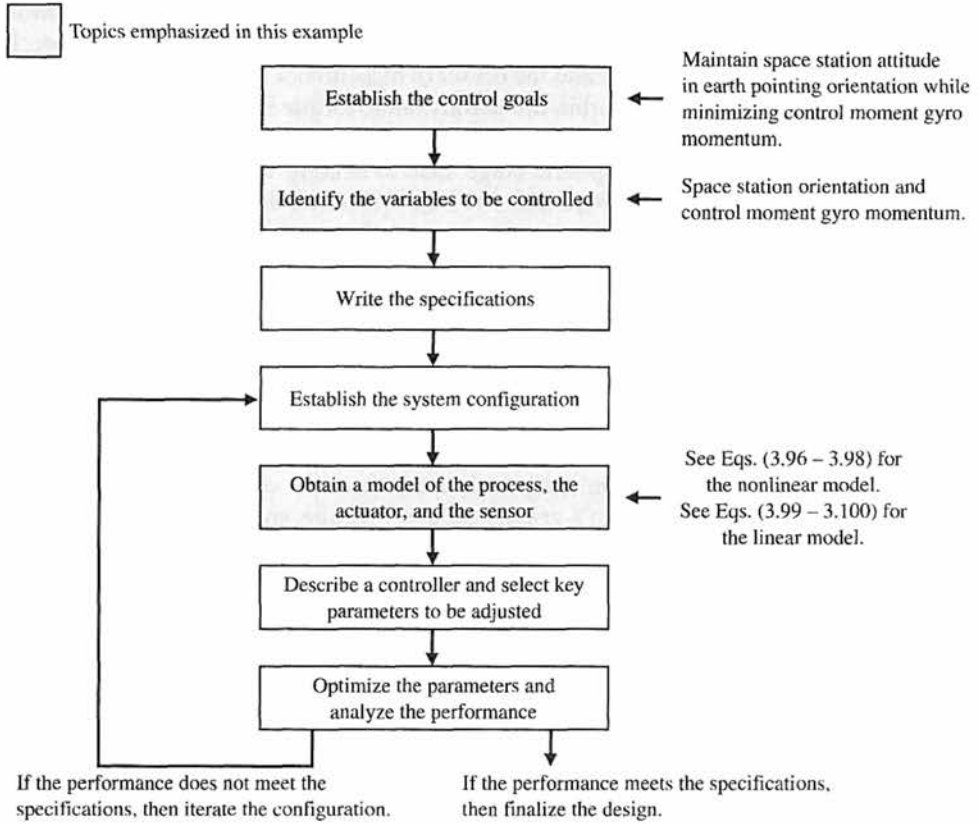 Topics emphasized in this example
Establish the control goals
Maintain space station attitude
in earth pointing orientation while
minimizing control moment gyro
momentum.
Identify the variables to be controlled
Space station orientation and
control moment gyro momentum.
Write the specifications
Establish the system configuration
Obtain a model of the process, the
actuator, and the sensor
See Eqs. (3.96 – 3.98) for
the nonlinear model.
See Eqs. (3.99 – 3.100) for
the linear model.
Describe a controller and select key
parameters to be adjusted
Optimize the parameters and
analyze the performance
If the performance does not meet the
specifications, then iterate the configuration.
If the performance meets the specifications,
then finalize the design.